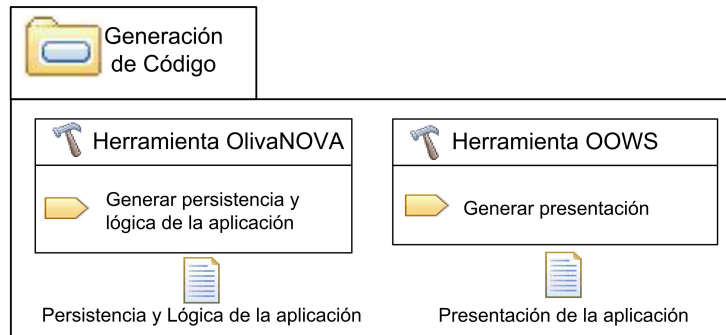 Generación
de Código
Herramienta OlivaNOVA
Generar persistencia y
lógica de la aplicación
Persistencia y Lógica de la aplicación
Herramienta OOWS
Generar presentación
Presentación de la aplicación